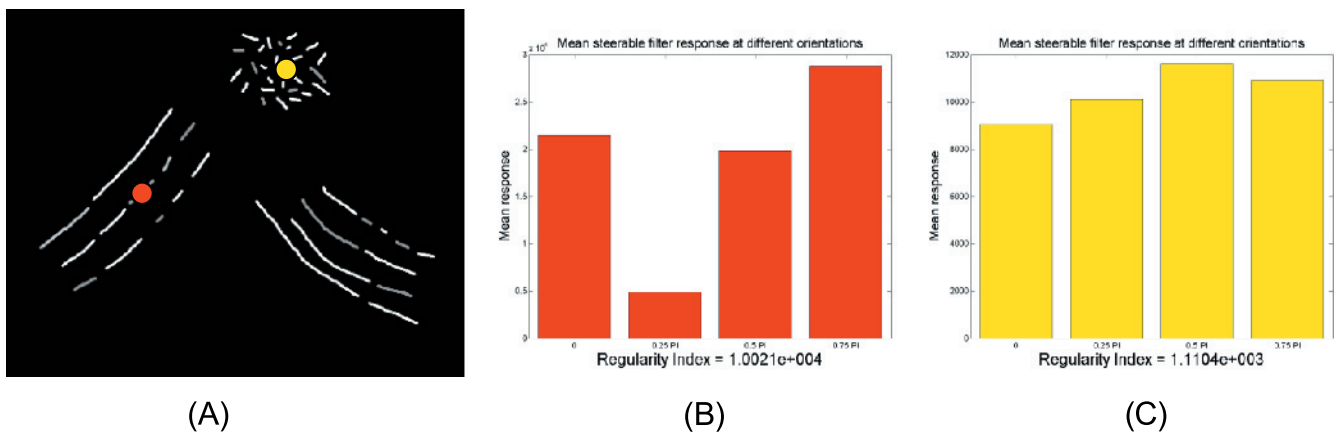 Mean steerable filter response at different orientations
3 x 10⁴
2.5
2
1.5
1
0.5
0
Mean response
0 0.25 PI 0.5 PI 0.75 PI
Regularity Index = 1.0021e+004
Mean steerable filter response at different orientations
12000
10000
8000
6000
4000
2000
0
Mean response
0 0.25 PI 0.5 PI 0.75 PI
Regularity Index = 1.1104e+003
(A) (B) (C)